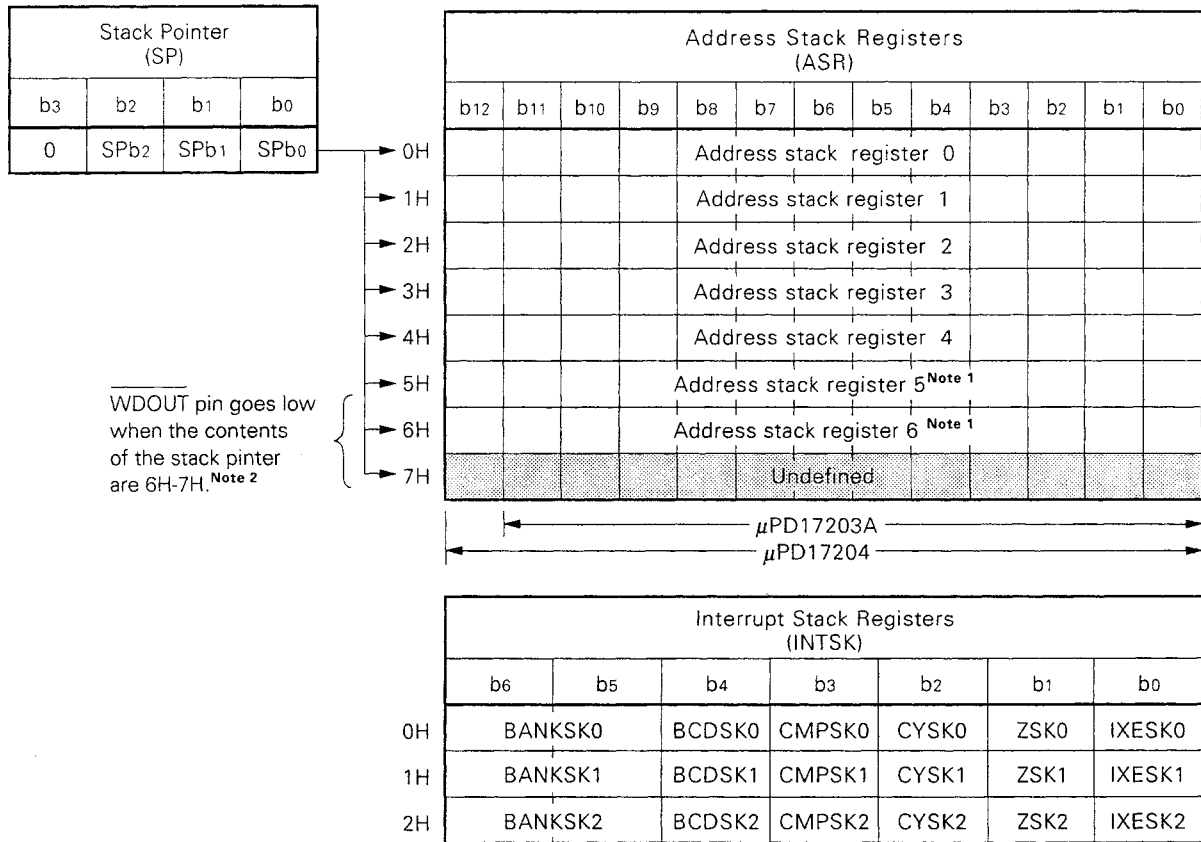 Stack Pointer
(SP)
b3 b2 b1 b0
0 SPb2 SPb1 SPb0
Address Stack Registers
(ASR)
b12 b11 b10 b9 b8 b7 b6 b5 b4 b3 b2 b1 b0
0H Address stack register 0
1H Address stack register 1
2H Address stack register 2
3H Address stack register 3
4H Address stack register 4
5H Address stack register 5 Note 1
6H Address stack register 6 Note 1
7H Undefined
WDOUT pin goes low
when the contents
of the stack pinter
are 6H-7H. Note 2
μPD17203A
μPD17204
Interrupt Stack Registers
(INTSK)
b6 b5 b4 b3 b2 b1 b0
0H BANKSK0 BCDSK0 CMPSK0 CYSK0 ZSK0 IXESK0
1H BANKSK1 BCDSK1 CMPSK1 CYSK1 ZSK1 IXESK1
2H BANKSK2 BCDSK2 CMPSK2 CYSK2 ZSK2 IXESK2